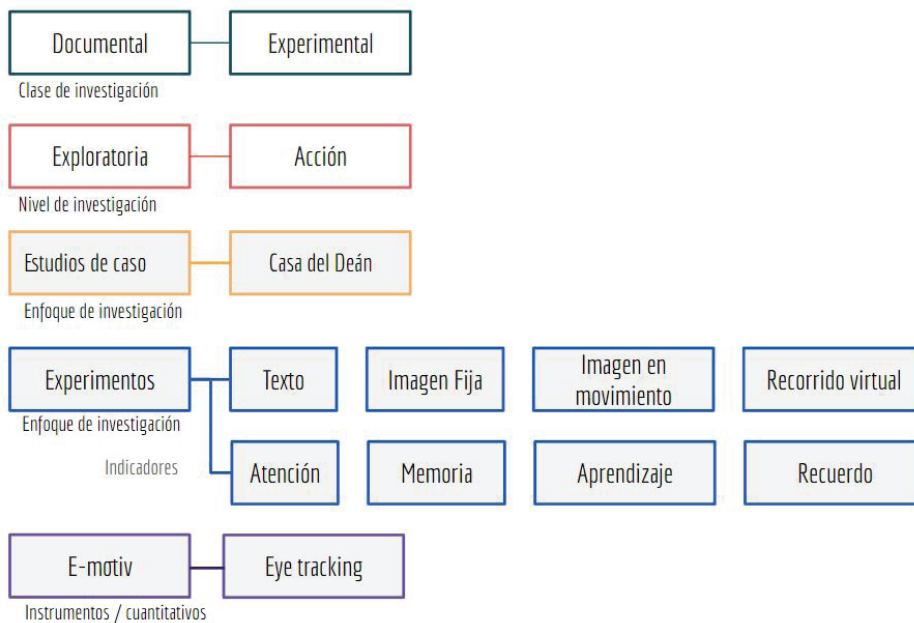 Documental
Experimental
Clase de investigación
Exploratoria
Acción
Nivel de investigación
Estudios de caso
Casa del Deán
Enfoque de investigación
Experimentos
Texto
Imagen Fija
Imagen en
movimiento
Recorrido virtual
Enfoque de investigación
Indicadores
Atención
Memoria
Aprendizaje
Recuerdo
E-motiv
Eye tracking
Instrumentos / cuantitativos